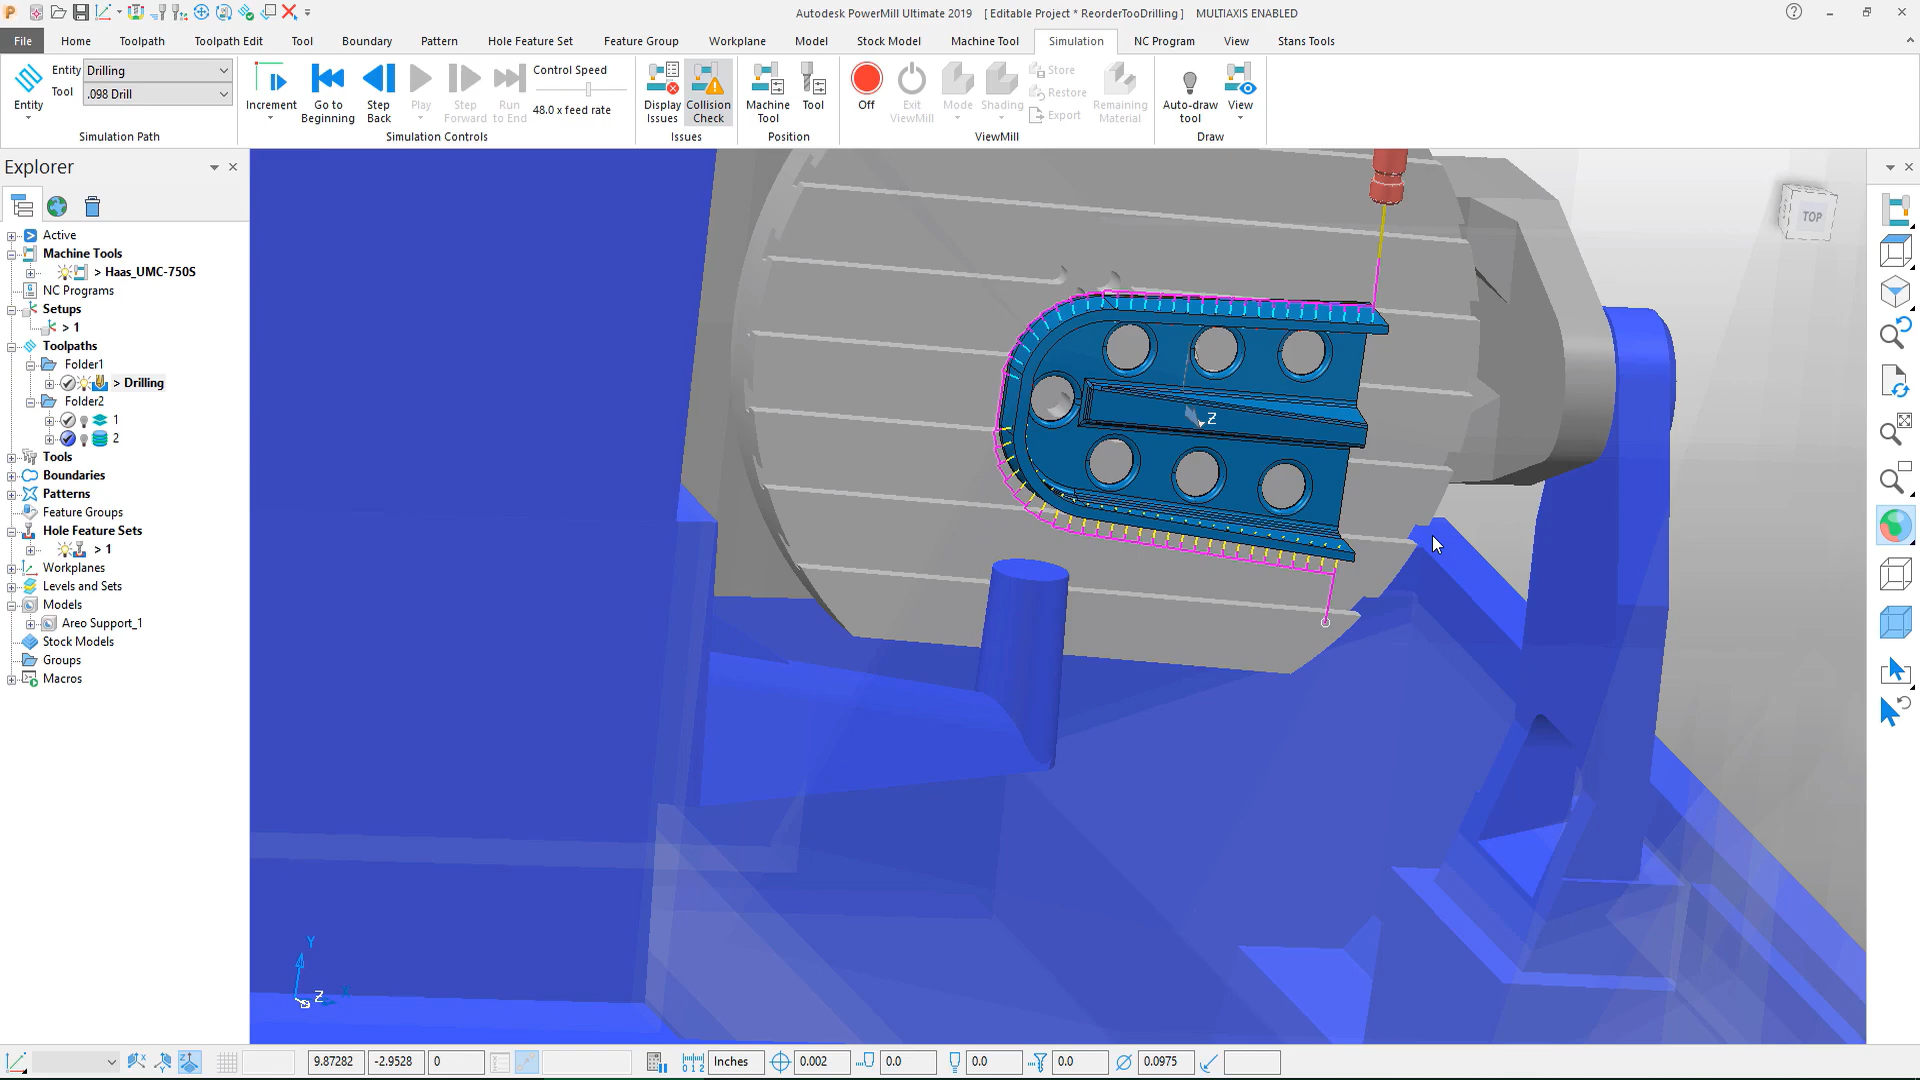 Autodesk PowerMill Ultimate 2019 [ Editable Project * ReorderTooDrilling ] MULTIAXIS ENABLED
File Home Toolpath Toolpath Edit Tool Boundary Pattern Hole Feature Set Feature Group Workplane Model Stock Model Machine Tool Simulation NC Program View Stans Tools
Entity
Entity Drilling
Tool .098 Drill
Simulation Path
Increment
Go to Beginning
Step Back
Play
Step Forward
Run to End
Control Speed
48.0 x feed rate
Simulation Controls
Display Issues
Collision Check
Issues
Machine Tool
Tool
Position
Off
Exit ViewMill
Mode
Shading
Store
Restore
Export
Remaining Material
ViewMill
Auto-draw tool
View
Draw
Explorer
Active
Machine Tools
> Haas_UMC-750S
NC Programs
Setups
> 1
Toolpaths
Folder1
> Drilling
Folder2
1
2
Tools
Boundaries
Patterns
Feature Groups
Hole Feature Sets
> 1
Workplanes
Levels and Sets
Models
Areo Support_1
Stock Models
Groups
Macros
TOP
Z
Y
Z
9.87282 -2.9528 0 Inches 0.002 0.0 0.0 0.0 0.0975